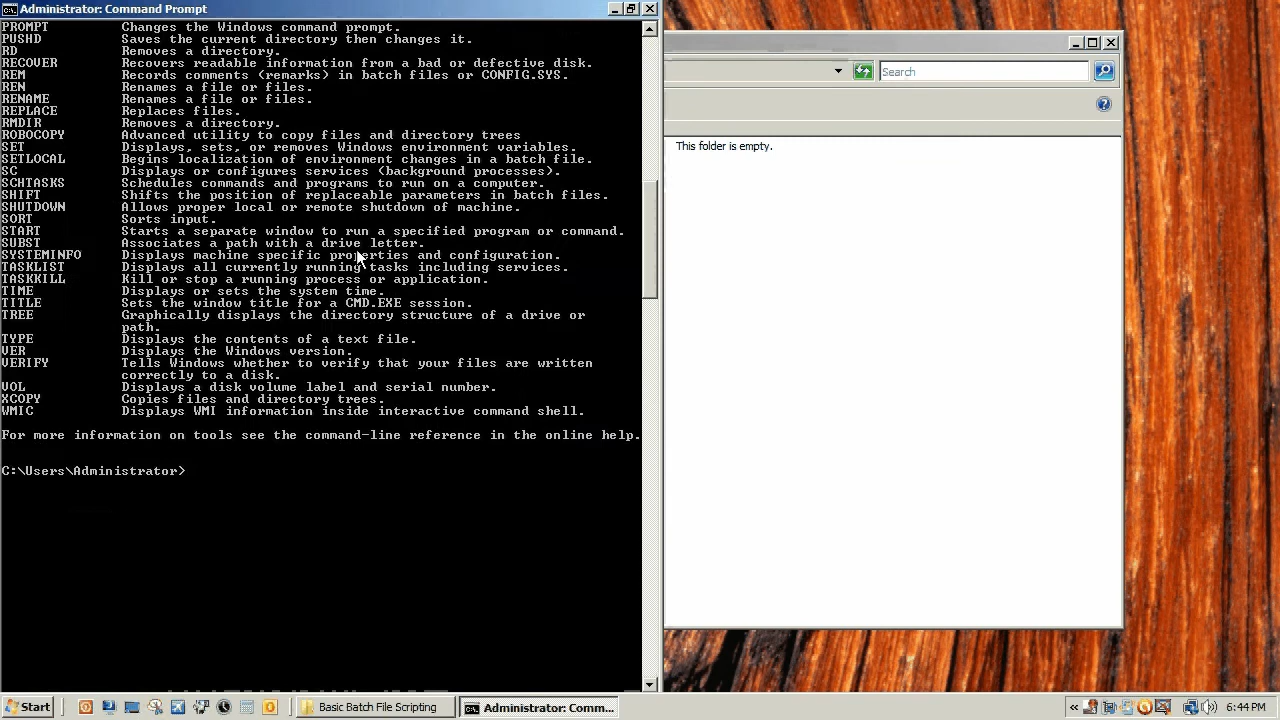 Administrator: Command Prompt
PROMPT Changes the Windows command prompt.
PUSHD Saves the current directory then changes it.
RD Removes a directory.
RECOVER Recovers readable information from a bad or defective disk.
REM Records comments (remarks) in batch files or CONFIG.SYS.
REN Renames a file or files.
RENAME Renames a file or files.
REPLACE Replaces files.
RMDIR Removes a directory.
ROBOCOPY Advanced utility to copy files and directory trees
SET Displays, sets, or removes Windows environment variables.
SETLOCAL Begins localization of environment changes in a batch file.
SC Displays or configures services (background processes).
SCHTASKS Schedules commands and programs to run on a computer.
SHIFT Shifts the position of replaceable parameters in batch files.
SHUTDOWN Allows proper local or remote shutdown of machine.
SORT Sorts input.
START Starts a separate window to run a specified program or command.
SUBST Associates a path with a drive letter.
SYSTEMINFO Displays machine specific properties and configuration.
TASKLIST Displays all currently running tasks including services.
TASKKILL Kill or stop a running process or application.
TIME Displays or sets the system time.
TITLE Sets the window title for a CMD.EXE session.
TREE Graphically displays the directory structure of a drive or
path.
TYPE Displays the contents of a text file.
VER Displays the Windows version.
VERIFY Tells Windows whether to verify that your files are written
correctly to a disk.
VOL Displays a disk volume label and serial number.
XCOPY Copies files and directory trees.
WMIC Displays WMI information inside interactive command shell.
For more information on tools see the command-line reference in the online help.
C:\Users\Administrator>
Search
This folder is empty.
Start
Basic Batch File Scripting
Administrator: Comm...
6:44 PM